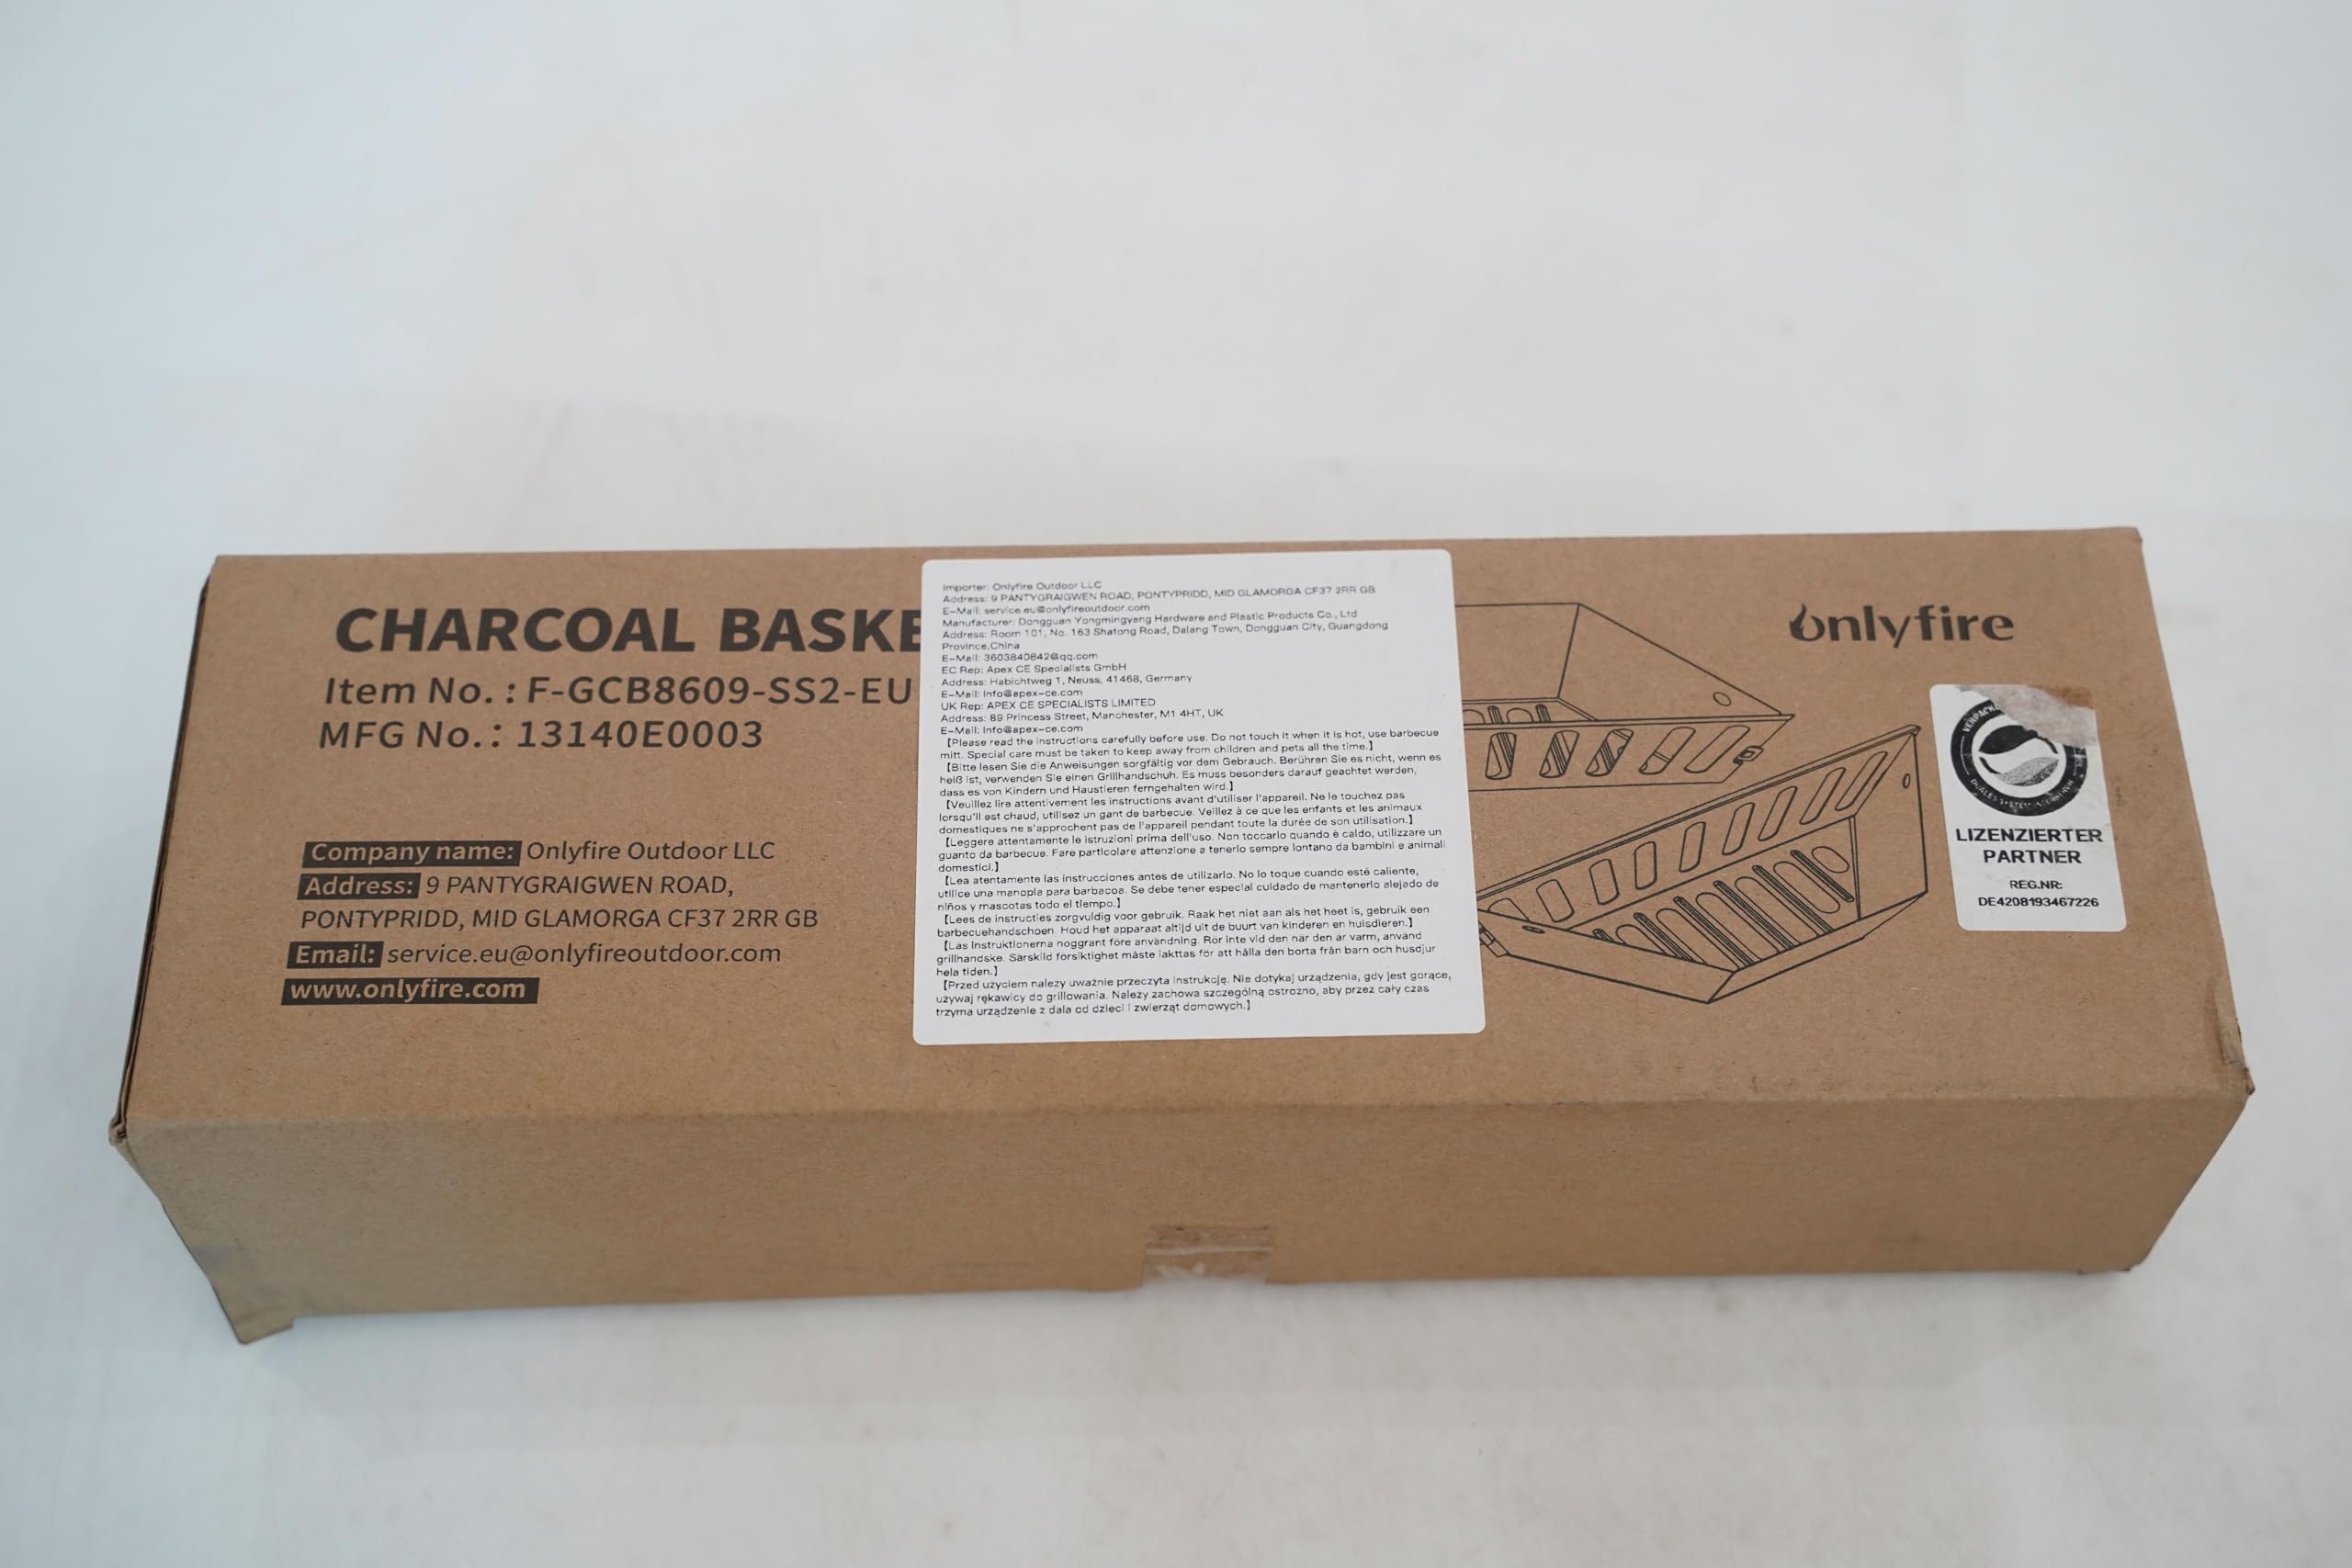 CHARCOAL BASKE
Item No. : F-GCB8609-SS2-EU
MFG No. : 13140E0003
Company name: Onlyfire Outdoor LLC
Address: 9 PANTYGRAIGWEN ROAD,
PONTYPRIDD, MID GLAMORGA CF37 2RR GB
Email: service.eu@onlyfireoutdoor.com
www.onlyfire.com
Importer: Onlyfire Outdoor LLC
Address: 9 PANTYGRAIGWEN ROAD, PONTYPRIDD, MID GLAMORGA CF37 2RR GB
E-Mail: service.eu@onlyfireoutdoor.com
Manufacturer: Dongguan Yongmingyang Hardware and Plastic Products Co., Ltd
Address: Room 101, No. 163 Shatong Road, Dalang Town, Dongguan City, Guangdong
Province,China
E-Mail: 3603840842@qq.com
EC Rep: Apex CE Specialists GmbH
Address: Habichtweg 1, Neuss, 41468, Germany
E-Mail: Info@apex-ce.com
UK Rep: APEX CE SPECIALISTS LIMITED
Address: 89 Princess Street, Manchester, M1 4HT, UK
E-Mail: Info@apex-ce.com
【Please read the instructions carefully before use. Do not touch it when it is hot, use barbecue
mitt. Special care must be taken to keep away from children and pets all the time.】
【Bitte lesen Sie die Anweisungen sorgfältig vor dem Gebrauch. Berühren Sie es nicht, wenn es
heiß ist, verwenden Sie einen Grillhandschuh. Es muss besonders darauf geachtet werden,
dass es von Kindern und Haustieren ferngehalten wird.】
【Veuillez lire attentivement les instructions avant d'utiliser l'appareil. Ne le touchez pas
lorsqu'il est chaud, utilisez un gant de barbecue. Veillez à ce que les enfants et les animaux
domestiques ne s'approchent pas de l'appareil pendant toute la durée de son utilisation.】
【Leggere attentamente le istruzioni prima dell'uso. Non toccarlo quando è caldo, utilizzare un
guanto da barbecue. Fare particolare attenzione a tenerlo sempre lontano da bambini e animali
domestici.】
【Lea atentamente las instrucciones antes de utilizarlo. No lo toque cuando esté caliente,
utilice una manopla para barbacoa. Se debe tener especial cuidado de mantenerlo alejado de
niños y mascotas todo el tiempo.】
【Lees de instructies zorgvuldig voor gebruik. Raak het niet aan als het heet is, gebruik een
barbecuehandschoen. Houd het apparaat altijd uit de buurt van kinderen en huisdieren.】
【Läs instruktionerna noggrant före användning. Rör inte vid den när den är varm, använd
grillhandske. Särskild försiktighet måste iakttas för att hålla den borta från barn och husdjur
hela tiden.】
【Przed użyciem nalezy uważnie przeczyta instrukcję. Nie dotykaj urządzenia, gdy jest gorące,
używaj rękawicy do grillowania. Nalezy zachowa szczególną ostrozno, aby przez cały czas
trzyma urządzenie z dala od dzieci i zwierząt domowych.】
onlyfire
LIZENZIERTER
PARTNER
REG.NR:
DE4208193467226